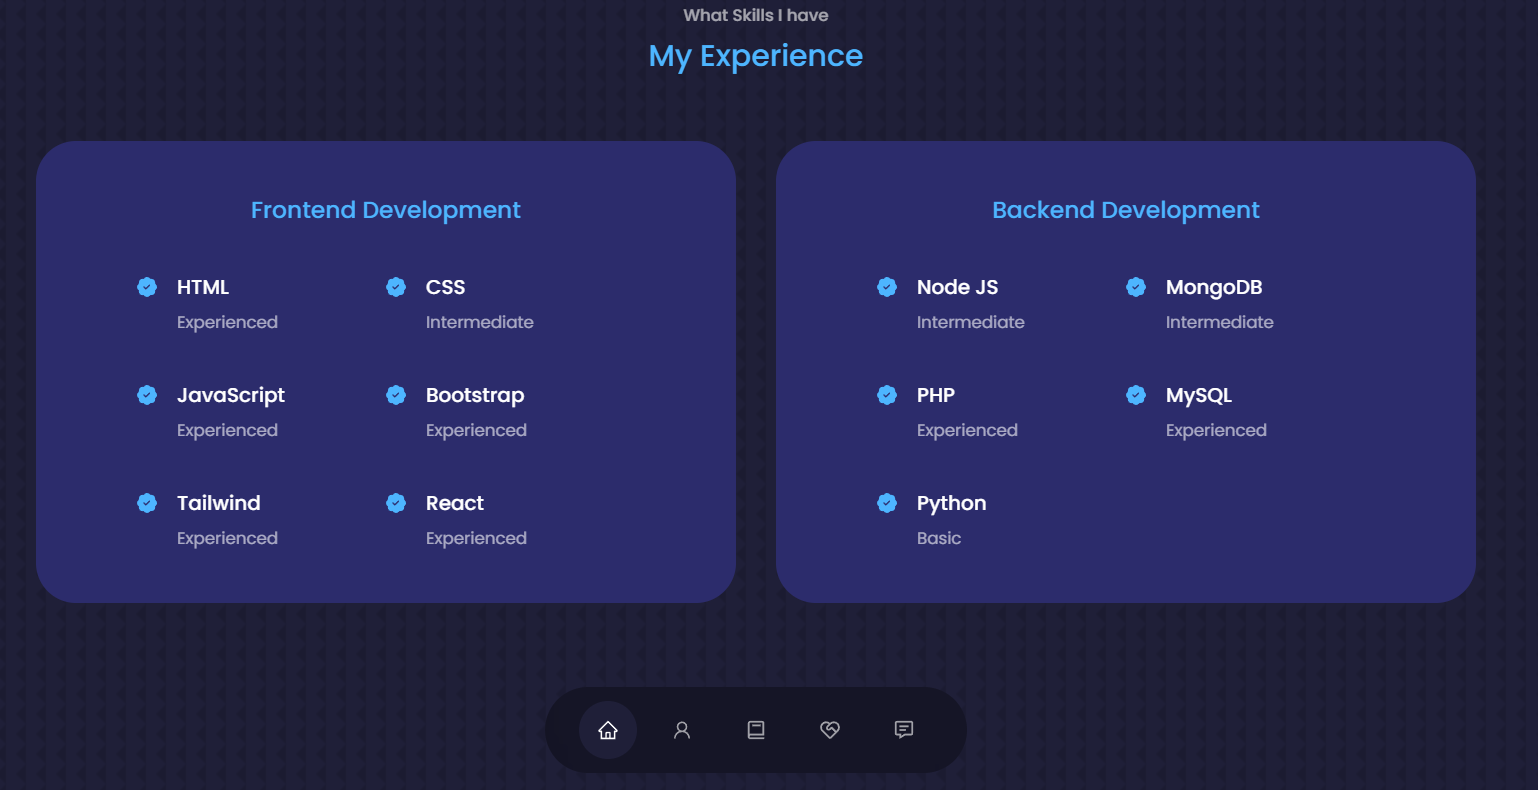 What Skills I have
My Experience
Frontend Development
HTML
Experienced
CSS
Intermediate
JavaScript
Experienced
Bootstrap
Experienced
Tailwind
Experienced
React
Experienced
Backend Development
Node JS
Intermediate
MongoDB
Intermediate
PHP
Experienced
MySQL
Experienced
Python
Basic